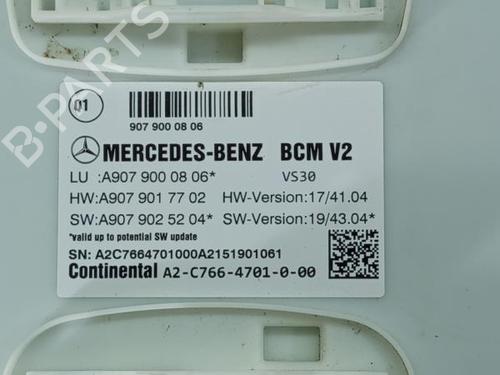 01
907 900 08 06
MERCEDES-BENZ BCM V2
LU :A907 900 08 06* VS30
HW:A907 901 77 02 HW-Version:17/41.04
SW:A907 902 52 04* SW-Version:19/43.04*
*valid up to potential SW update
SN: A2C7664701000A2151901061
Continental A2-C766-4701-0-00
B-PARTS